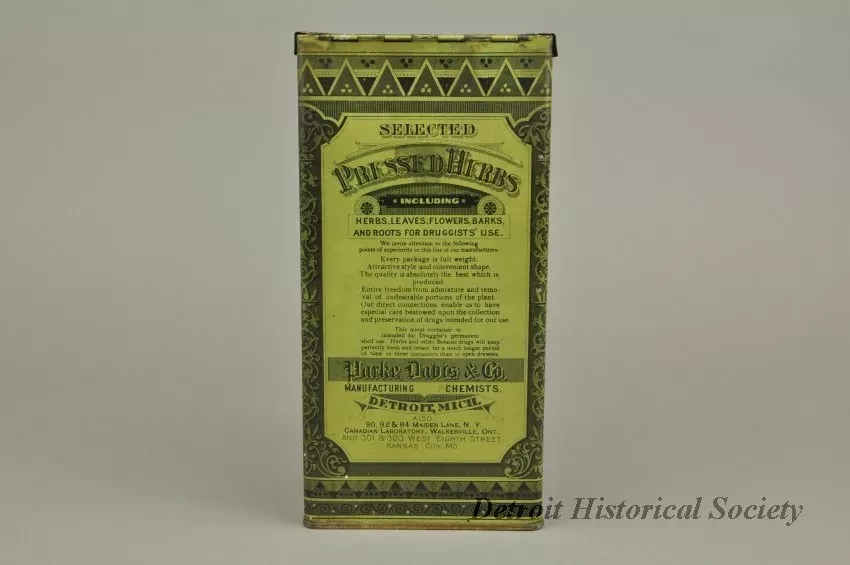 SELECTED
PRESSED HERBS
INCLUDING
HERBS, LEAVES, FLOWERS, BARKS,
AND ROOTS FOR DRUGGISTS' USE.
We invite attention to the following
points of superiority in this line of our manufactures:
Every package is full weight.
Attractive style and convenient shape.
The quality is absolutely the best which is
produced.
Entire freedom from admixture and remo-
val of undesirable portions of the plant.
Our direct connections enable us to have
especial care bestowed upon the collection
and preservation of drugs intended for our use.
This metal container is
intended for Druggist's permanent
shelf use. Herbs and other Botanic drugs will keep
perfectly fresh and intact for a much longer period
of time in these containers than in open drawers.
Parke Davis & Co.
MANUFACTURING CHEMISTS.
DETROIT, MICH.
ALSO
90, 92 & 94 MAIDEN LANE, N. Y.
CANADIAN LABORATORY, WALKERVILLE, ONT.
AND 301 & 303 WEST EIGHTH STREET
KANSAS CITY, MO.
Detroit Historical Society